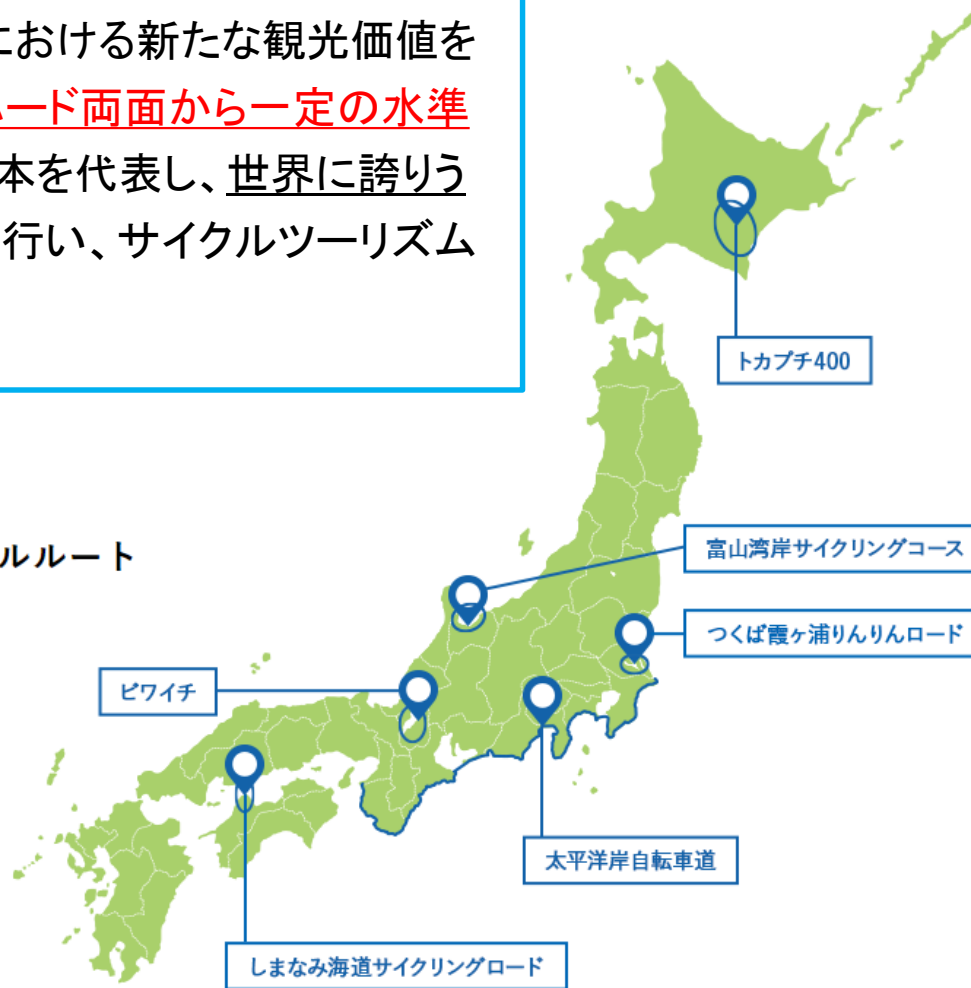 における新たな観光価値を
ード両面から一定の水準
本を代表し、世界に誇りう
行い、サイクルツーリズム
ルルート
トカプチ400
富山湾岸サイクリングコース
つくば霞ヶ浦りんりんロード
ビワイチ
太平洋岸自転車道
しまなみ海道サイクリングロード